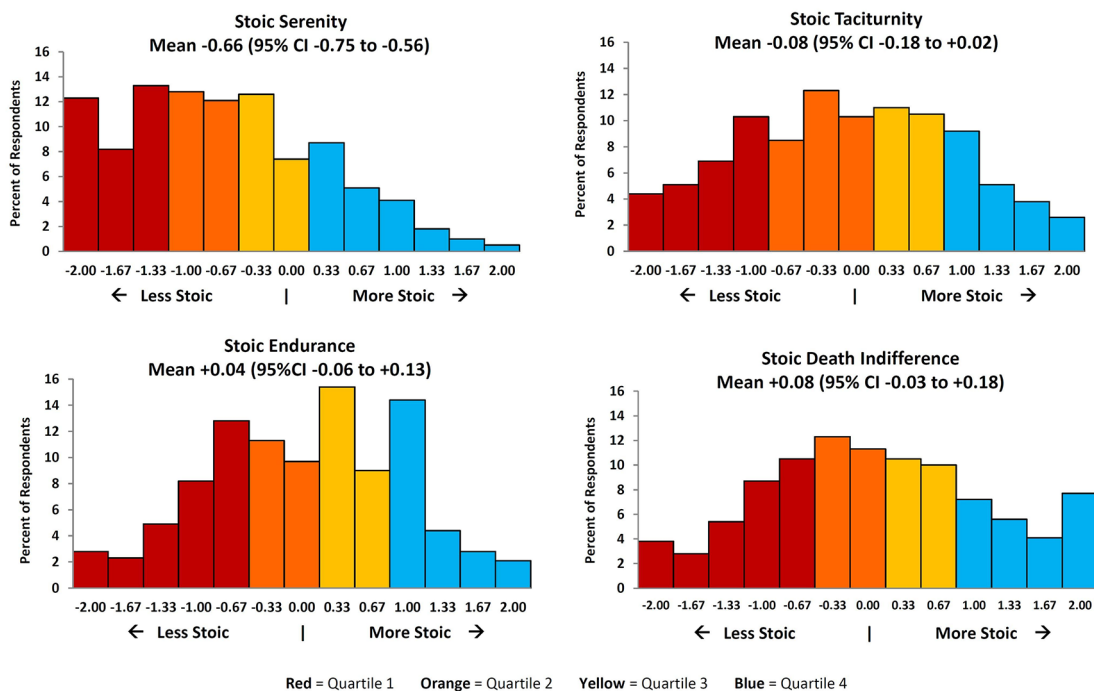 Stoic Serenity
Mean -0.66 (95% CI -0.75 to -0.56)
Percent of Respondents
16
14
12
10
8
6
4
2
0
-2.00 -1.67 -1.33 -1.00 -0.67 -0.33 0.00 0.33 0.67 1.00 1.33 1.67 2.00
← Less Stoic | More Stoic →
Stoic Taciturnity
Mean -0.08 (95% CI -0.18 to +0.02)
Percent of Respondents
16
14
12
10
8
6
4
2
0
-2.00 -1.67 -1.33 -1.00 -0.67 -0.33 0.00 0.33 0.67 1.00 1.33 1.67 2.00
← Less Stoic | More Stoic →
Stoic Endurance
Mean +0.04 (95%CI -0.06 to +0.13)
Percent of Respondents
16
14
12
10
8
6
4
2
0
-2.00 -1.67 -1.33 -1.00 -0.67 -0.33 0.00 0.33 0.67 1.00 1.33 1.67 2.00
← Less Stoic | More Stoic →
Stoic Death Indifference
Mean +0.08 (95% CI -0.03 to +0.18)
Percent of Respondents
16
14
12
10
8
6
4
2
0
-2.00 -1.67 -1.33 -1.00 -0.67 -0.33 0.00 0.33 0.67 1.00 1.33 1.67 2.00
← Less Stoic | More Stoic →
Red = Quartile 1 Orange = Quartile 2 Yellow = Quartile 3 Blue = Quartile 4